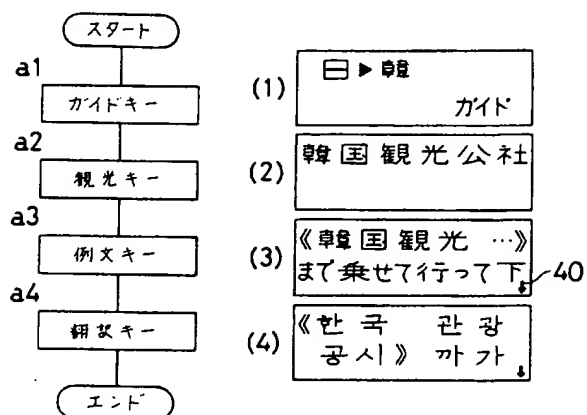 スタート
a1
ガイドキー
a2
観光キー
a3
例文キー
a4
翻訳キー
エンド
(1)
日▶韓
ガイド
(2)
韓国観光公社
(3)
《韓国観光…》
まで乗せて行って下
40
(4)
《한국 관광
공시》 까가